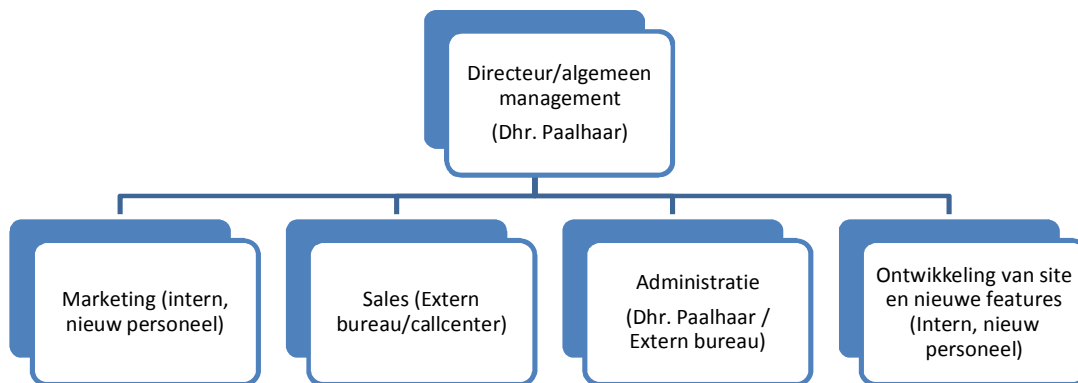 Directeur/algemeen
management
(Dhr. Paalhaar)
Marketing (intern,
nieuw personeel)
Sales (Extern
bureau/callcenter)
Administratie
(Dhr. Paalhaar /
Extern bureau)
Ontwikkeling van site
en nieuwe features
(Intern, nieuw
personeel)